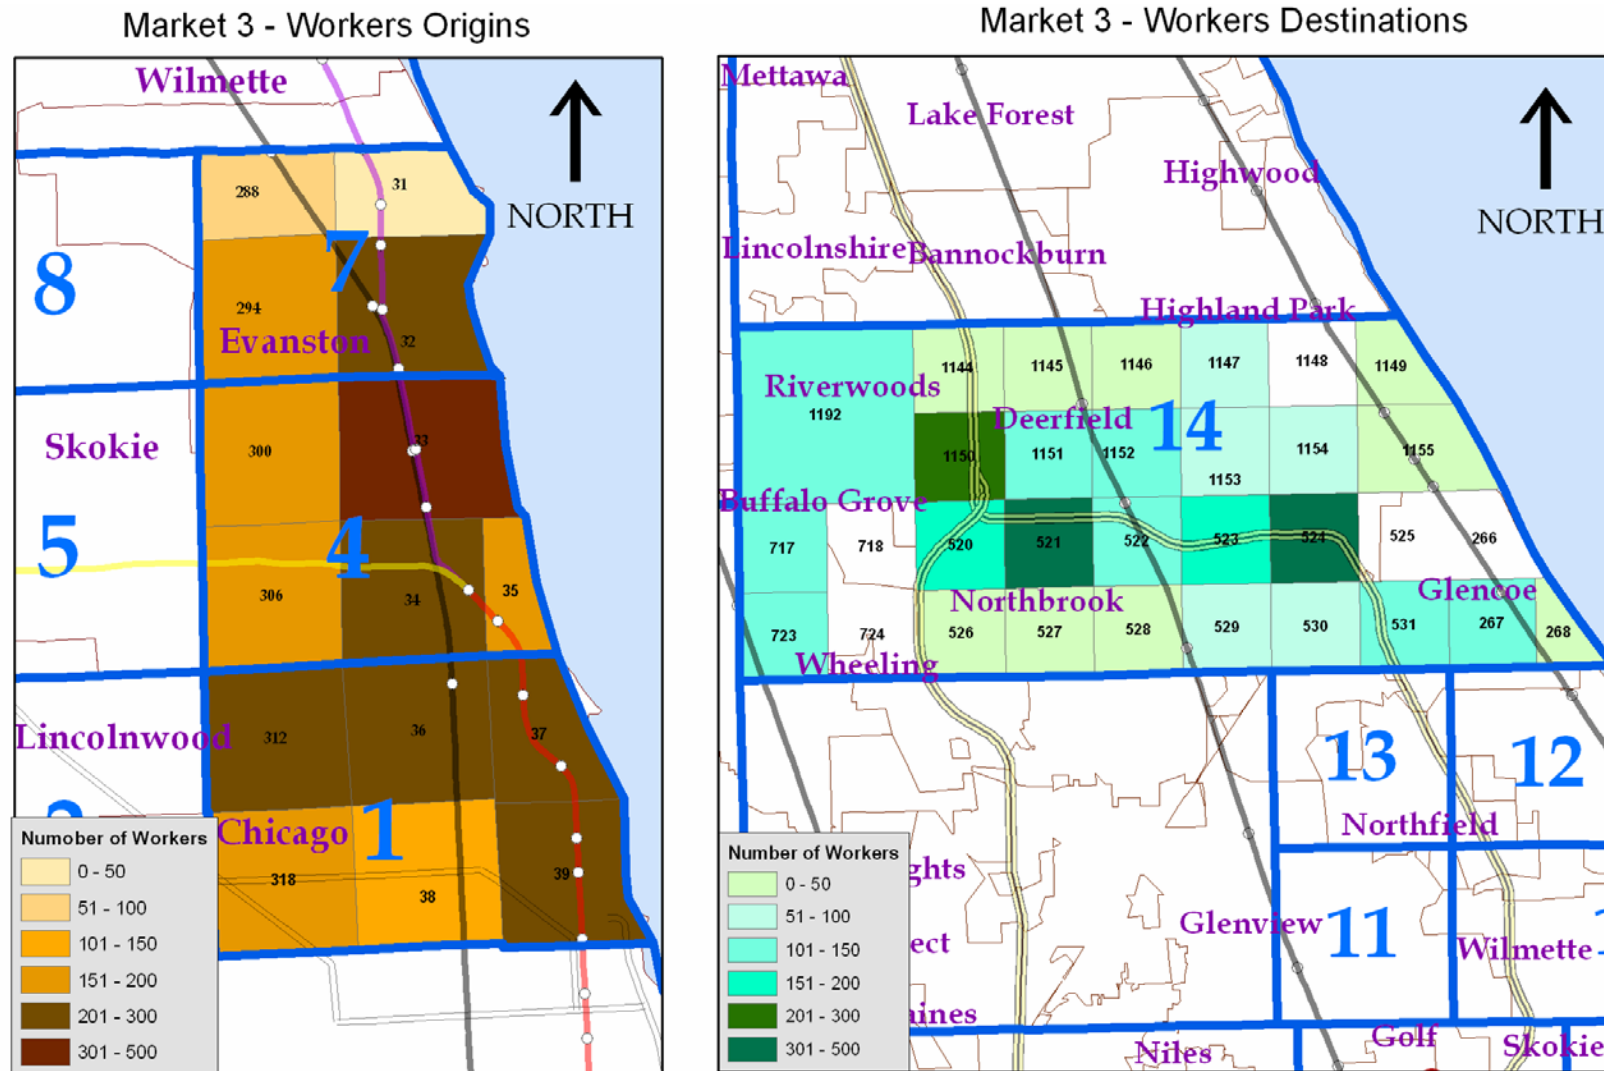 Market 3 - Workers Origins
Wilmette
NORTH
288
31
7
8
294
Evanston
32
Skokie
300
33
5
4
306
34
35
Lincolnwood
312
36
37
Chicago
1
318
38
39
Numober of Workers
0 - 50
51 - 100
101 - 150
151 - 200
201 - 300
301 - 500
Market 3 - Workers Destinations
Mettawa
Lake Forest
Highwood
NORTH
Lincolnshire
Bannockburn
Highland Park
1144
1145
1146
1147
1148
1149
Riverwoods
1192
Deerfield
14
1150
1151
1152
1153
1154
1155
Buffalo Grove
717
718
520
521
522
523
524
525
266
Northbrook
Glencoe
723
724
526
527
528
529
530
531
267
268
Wheeling
13
12
Northfield
Number of Workers
0 - 50
51 - 100
101 - 150
151 - 200
201 - 300
301 - 500
ghts
Glenview
11
ect
Wilmette
aines
Niles
Golf
Skokie